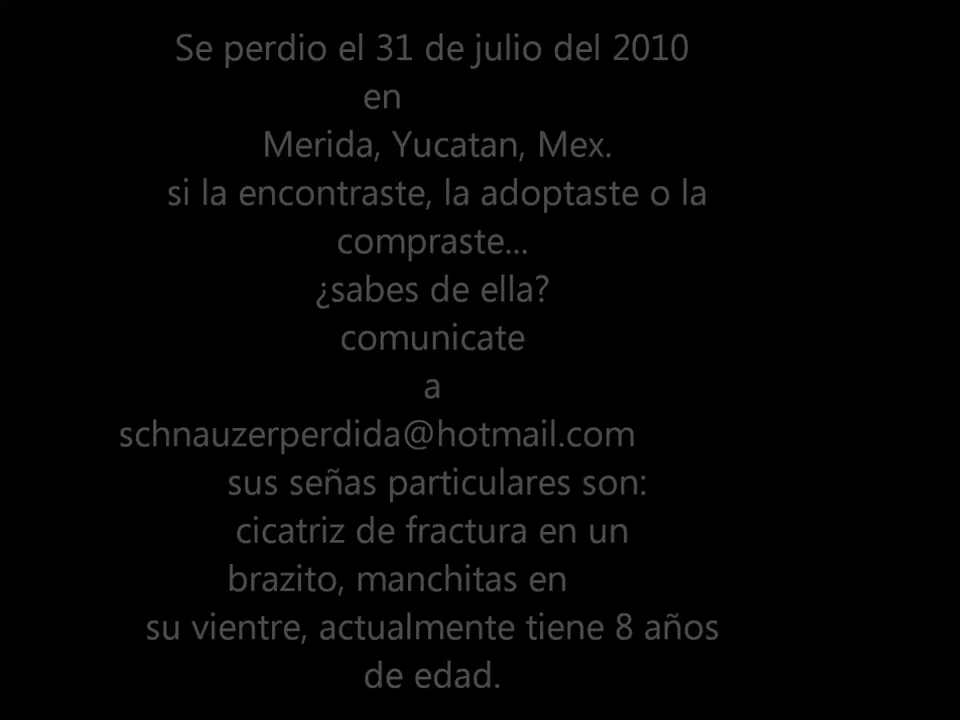 Se perdio el 31 de julio del 2010
en
Merida, Yucatan, Mex.
si la encontraste, la adoptaste o la
compraste...
¿sabes de ella?
comunicate
a
schnauzerperdida@hotmail.com
sus señas particulares son:
cicatriz de fractura en un
brazito, manchitas en
su vientre, actualmente tiene 8 años
de edad.